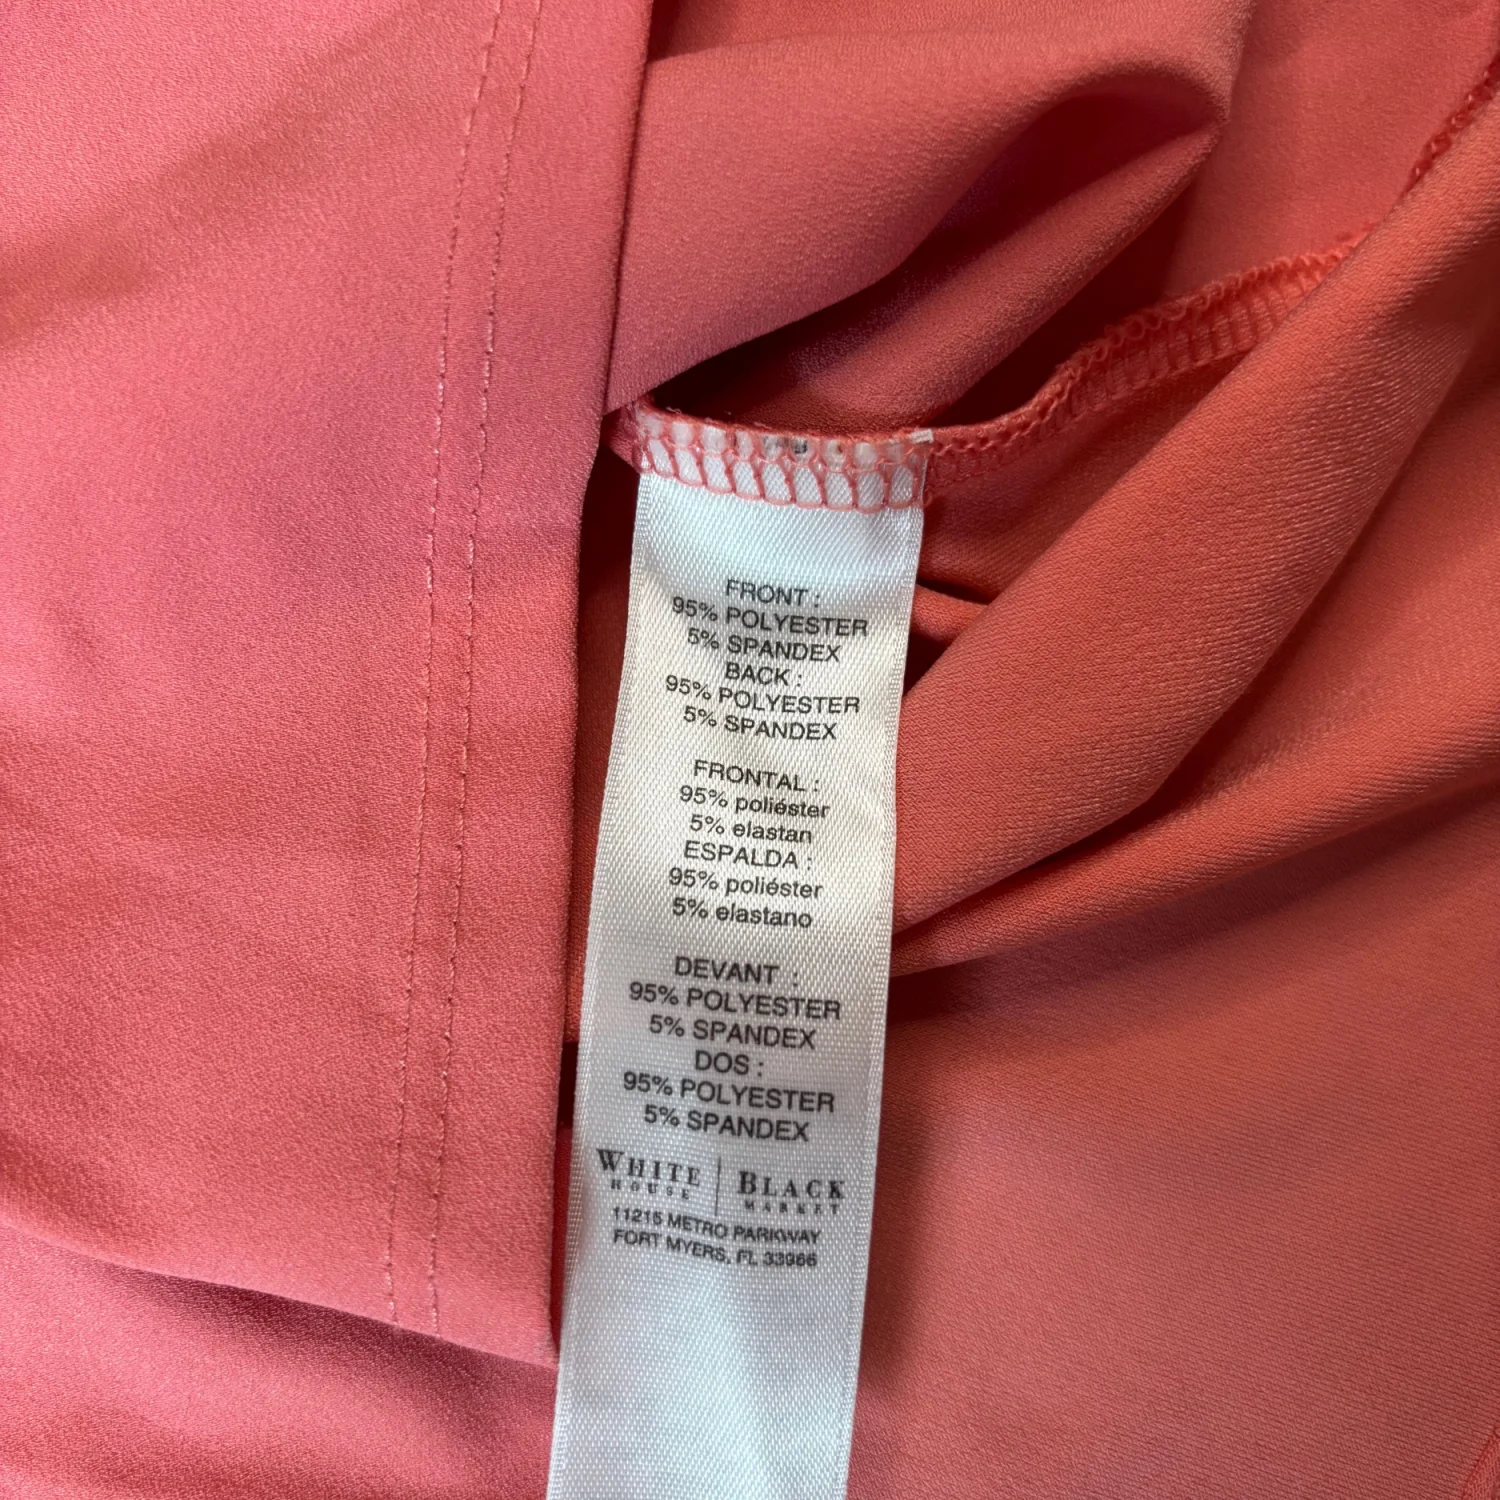 FRONT :
95% POLYESTER
5% SPANDEX
BACK :
95% POLYESTER
5% SPANDEX
FRONTAL :
95% poliéster
5% elastan
ESPALDA :
95% poliéster
5% elastano
DEVANT :
95% POLYESTER
5% SPANDEX
DOS :
95% POLYESTER
5% SPANDEX
WHITE | BLACK
HOUSE MARKET
11215 METRO PARKWAY
FORT MYERS, FL 33966